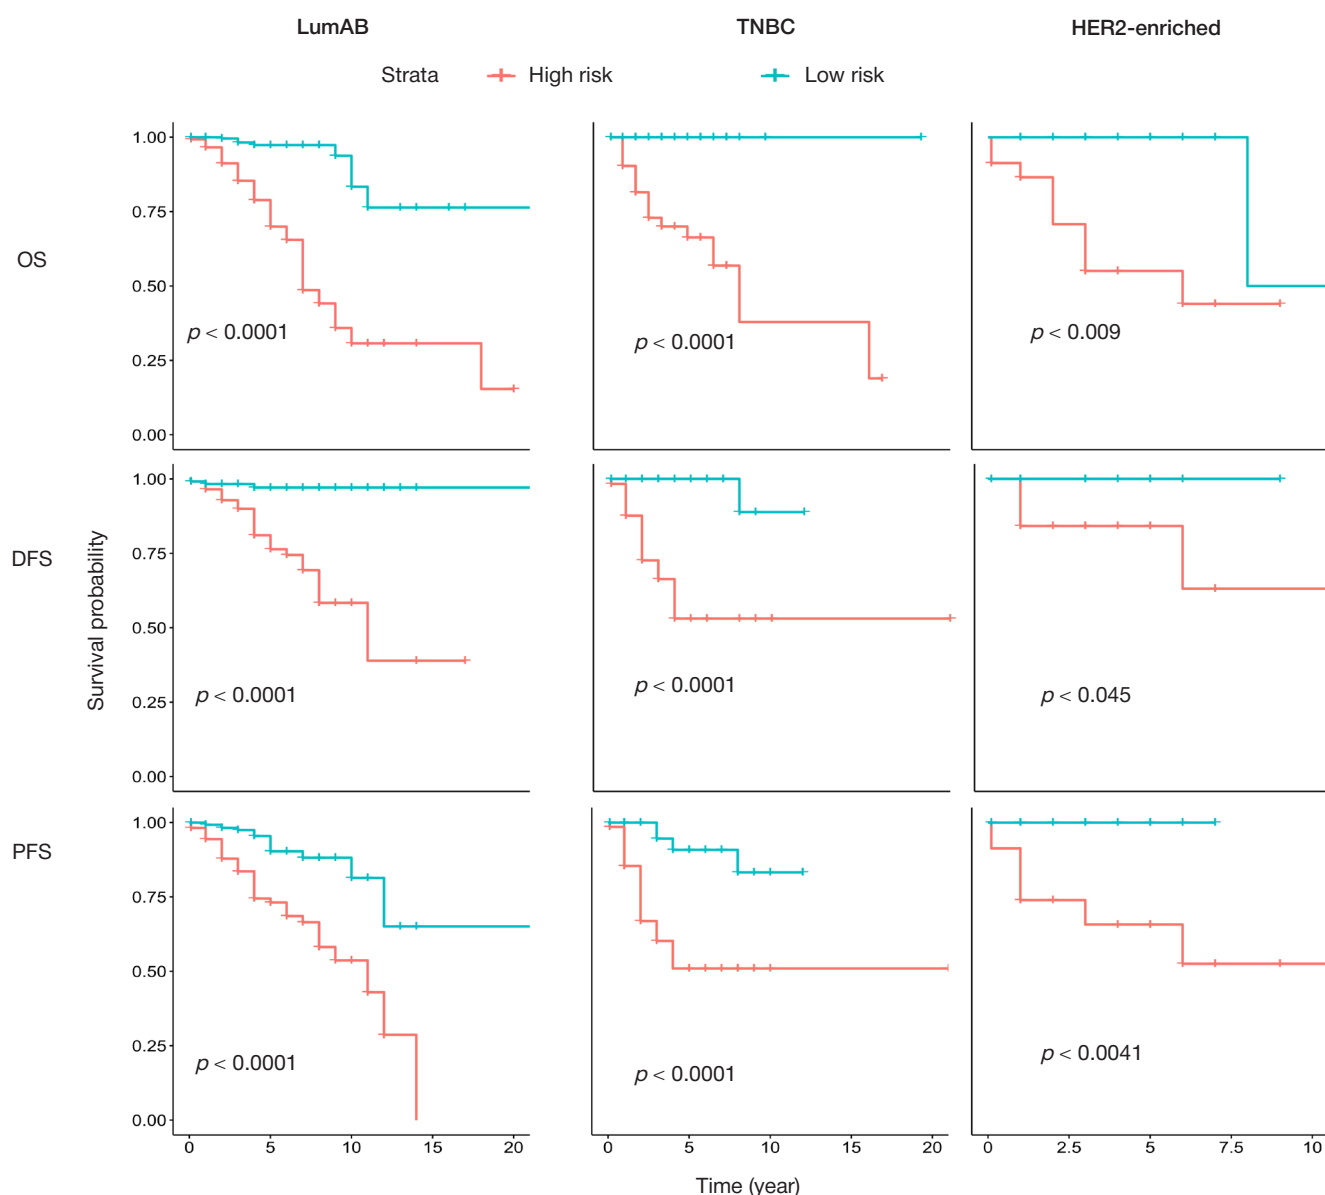 LumAB TNBC HER2-enriched
Strata High risk Low risk
OS
1.00
0.75
0.50
0.25
0.00
p < 0.0001
p < 0.0001
p < 0.009
DFS
Survival probability
1.00
0.75
0.50
0.25
0.00
p < 0.0001
p < 0.0001
p < 0.045
PFS
1.00
0.75
0.50
0.25
0.00
p < 0.0001
p < 0.0001
p < 0.0041
0 5 10 15 20
0 5 10 15 20
0 2.5 5 7.5 10
Time (year)